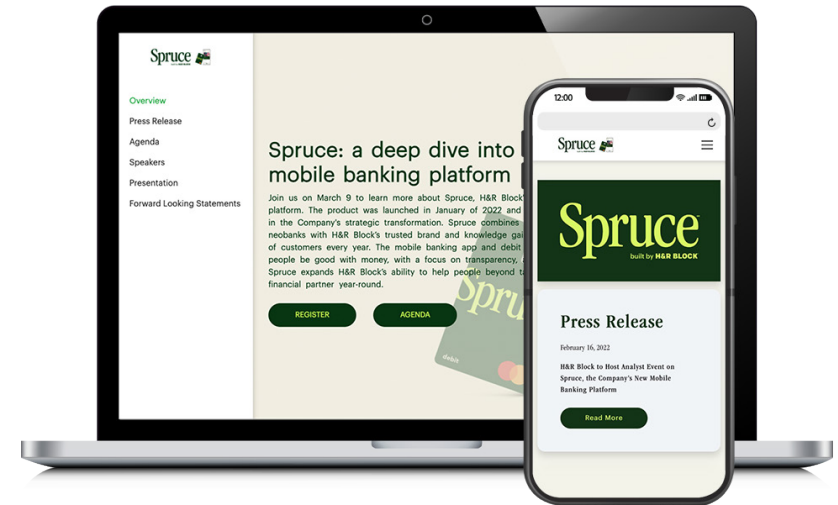 Spruce
Overview
Press Release
Agenda
Speakers
Presentation
Forward Looking Statements
Spruce: a deep dive into
mobile banking platform
Join us on March 9 to learn more about Spruce, H&R Block'
platform. The product was launched in January of 2022 and
in the Company's strategic transformation. Spruce combines
neobanks with H&R Block's trusted brand and knowledge gai
of customers every year. The mobile banking app and debit
people be good with money, with a focus on transparency,
Spruce expands H&R Block's ability to help people beyond ta
financial partner year-round.
REGISTER
AGENDA
Spru
debit
12:00
Spruce
Spruce
built by H&R BLOCK
Press Release
February 16, 2022
H&R Block to Host Analyst Event on
Spruce, the Company's New Mobile
Banking Platform
Read More